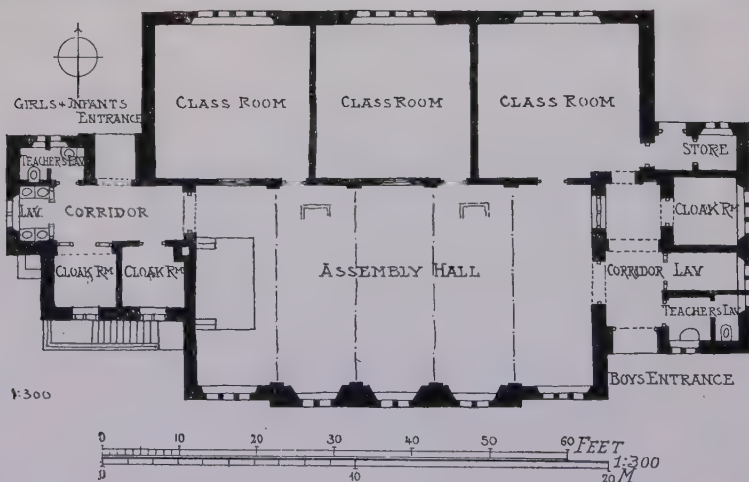 GIRLS & INFANTS
ENTRANCE
CLASS ROOM
CLASS ROOM
CLASS ROOM
TEACHERS LAV.
STORE
LAV.
CORRIDOR
CLOAK RM
CLOAK RM
CLOAK RM
ASSEMBLY HALL
CORRIDOR
LAV
TEACHERS LAV
BOYS ENTRANCE
1:300
0 10 20 30 40 50 60 FEET
1:300
0 10 20 M